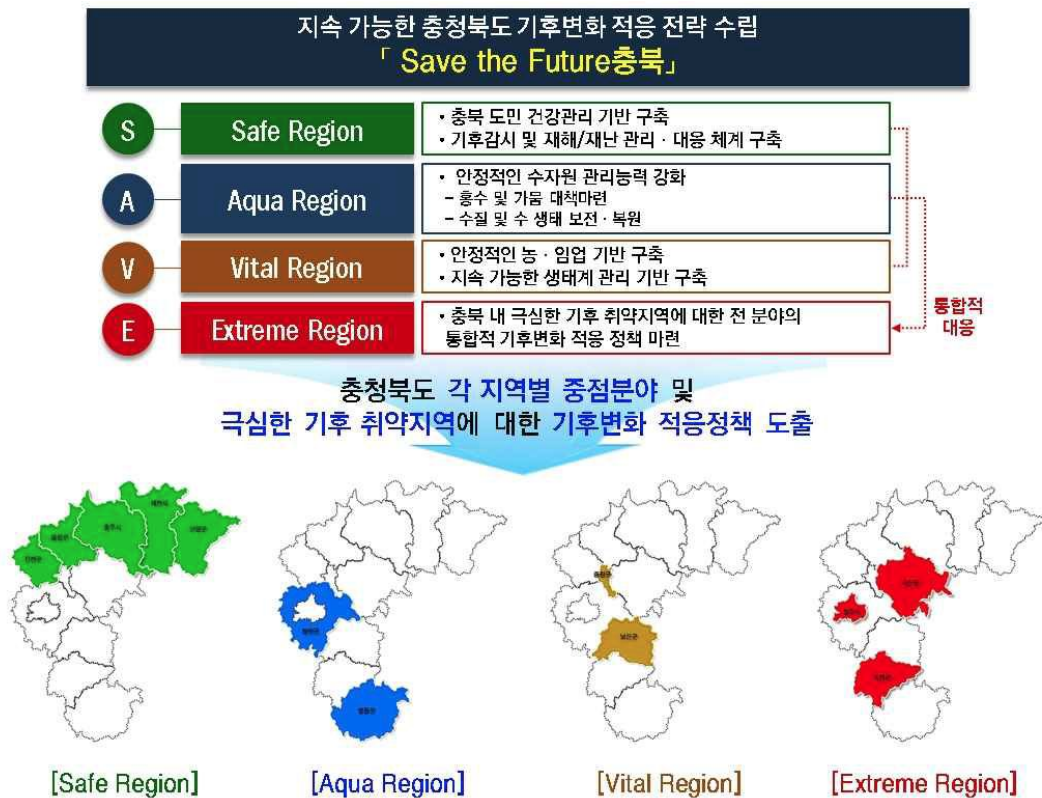 지속 가능한 충청북도 기후변화 적응 전략 수립
「 Save the Future충북」
S
Safe Region
• 충북 도민 건강관리 기반 구축
• 기후감시 및 재해/재난 관리 · 대응 체계 구축
A
Aqua Region
• 안정적인 수자원 관리능력 강화
– 홍수 및 가뭄 대책마련
– 수질 및 수 생태 보전 · 복원
V
Vital Region
• 안정적인 농 · 임업 기반 구축
• 지속 가능한 생태계 관리 기반 구축
E
Extreme Region
• 충북 내 극심한 기후 취약지역에 대한 전 분야의
통합적 기후변화 적응 정책 마련
통합적
대응
충청북도 각 지역별 중점분야 및
극심한 기후 취약지역에 대한 기후변화 적응정책 도출
충주시
보은군
[Safe Region]
[Aqua Region]
[Vital Region]
[Extreme Region]